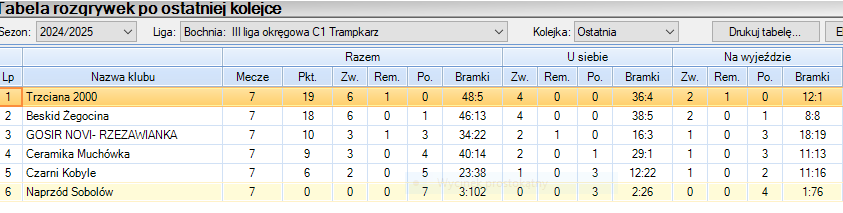 Tabela rozgrywek po ostatniej kolejce
Sezon: 2024/2025 Liga: Bochnia: III liga okręgowa C1 Trampkarz Kolejka: Ostatnia Drukuj tabelę... E
Razem U siebie Na wyjeździe
Lp Nazwa klubu Mecze Pkt. Zw. Rem. Po. Bramki Zw. Rem. Po. Bramki Zw. Rem. Po. Bramki
1 Trzciana 2000 7 19 6 1 0 48:5 4 0 0 36:4 2 1 0 12:1
2 Beskid Żegocina 7 18 6 0 1 46:13 4 0 0 38:5 2 0 1 8:8
3 GOSIR NOVI- RZEZAWIANKA 7 10 3 1 3 34:22 2 1 0 16:3 1 0 3 18:19
4 Ceramika Muchówka 7 9 3 0 4 40:14 2 0 1 29:1 1 0 3 11:13
5 Czarni Kobyle 7 6 2 0 5 23:38 1 0 3 12:22 1 0 2 11:16
6 Naprzód Sobolów 7 0 0 0 7 3:102 0 0 3 2:26 0 0 4 1:76